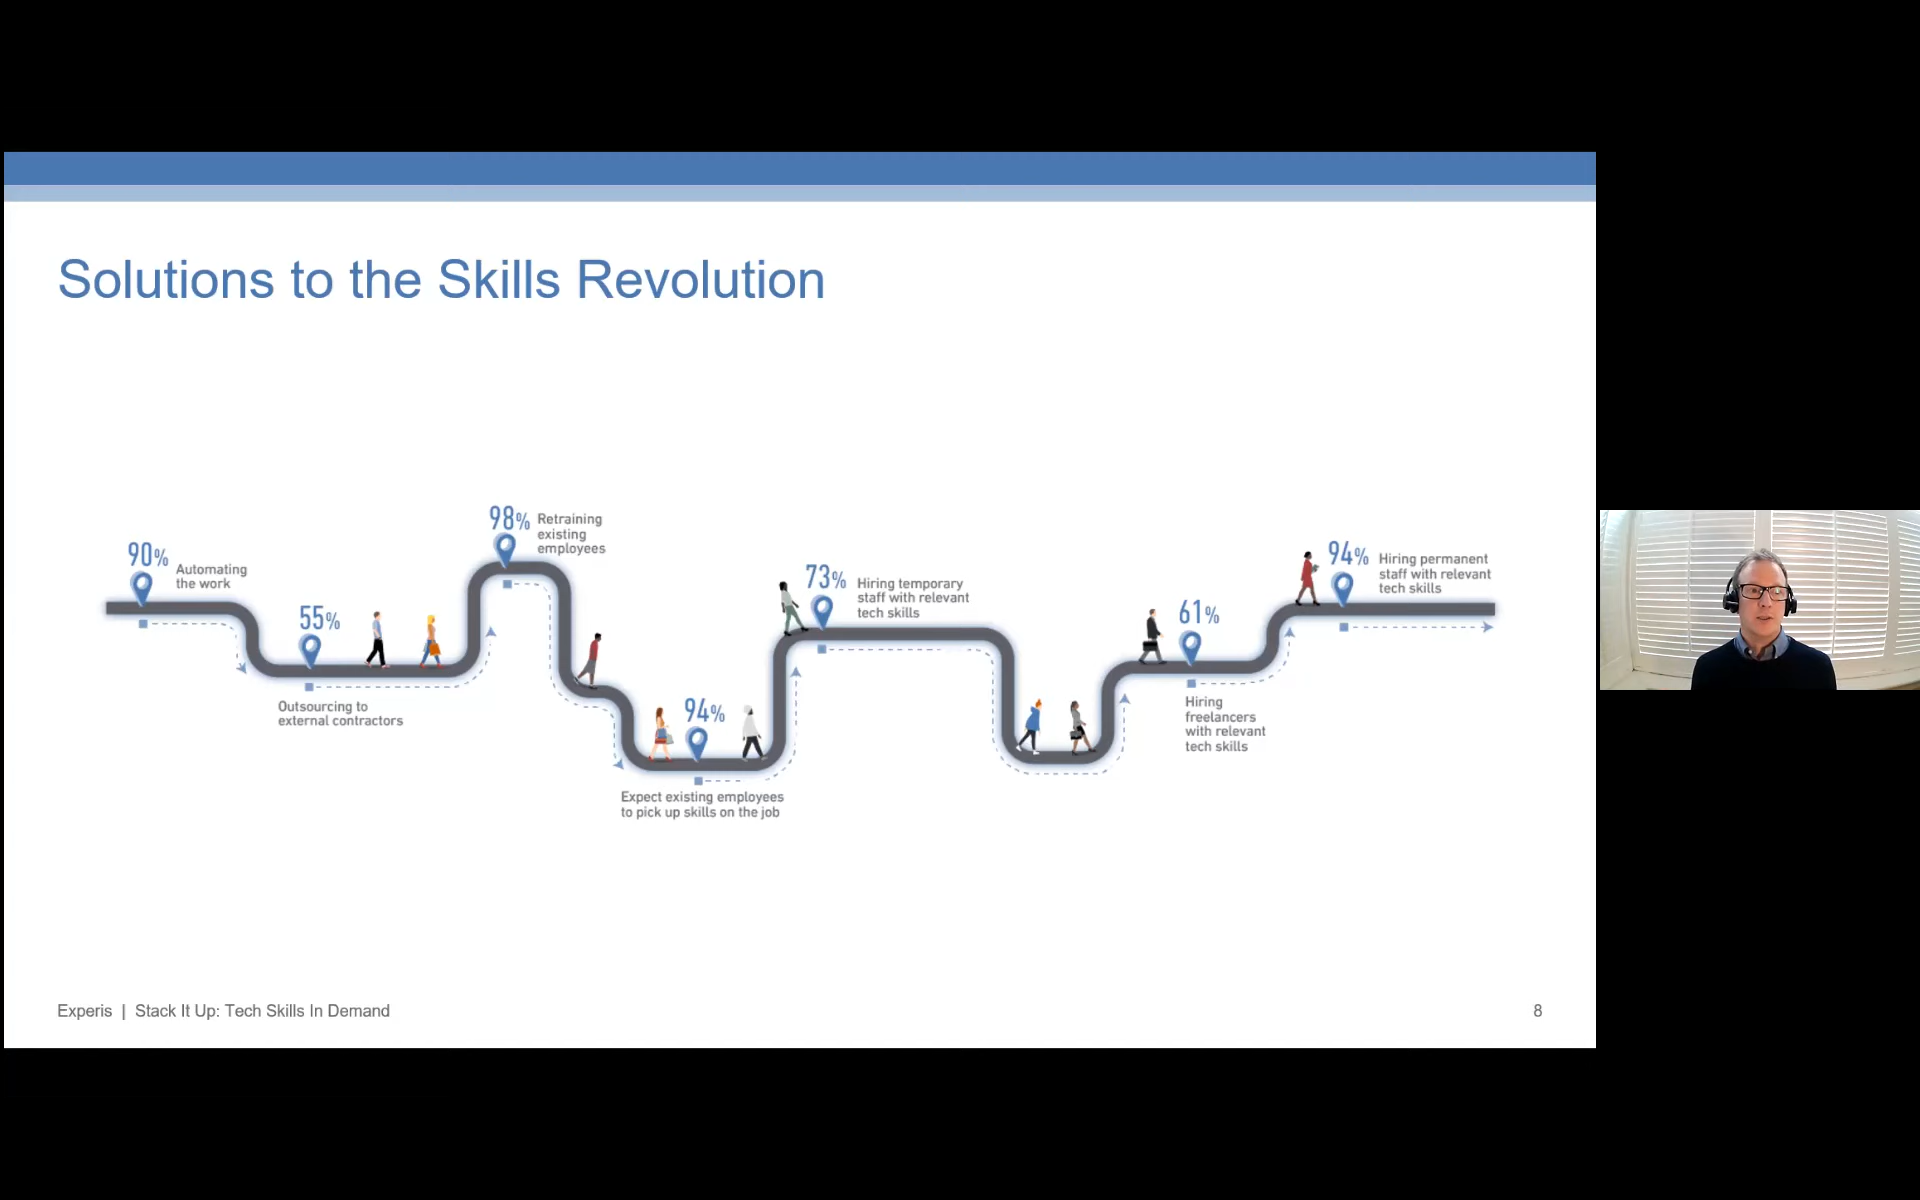 Solutions to the Skills Revolution
90%
Automating
the work
55%
Outsourcing to
external contractors
98%
Retraining
existing
employees
94%
Expect existing employees
to pick up skills on the job
73%
Hiring temporary
staff with relevant
tech skills
61%
Hiring
freelancers
with relevant
tech skills
94%
Hiring permanent
staff with relevant
tech skills
Experis | Stack It Up: Tech Skills In Demand
8